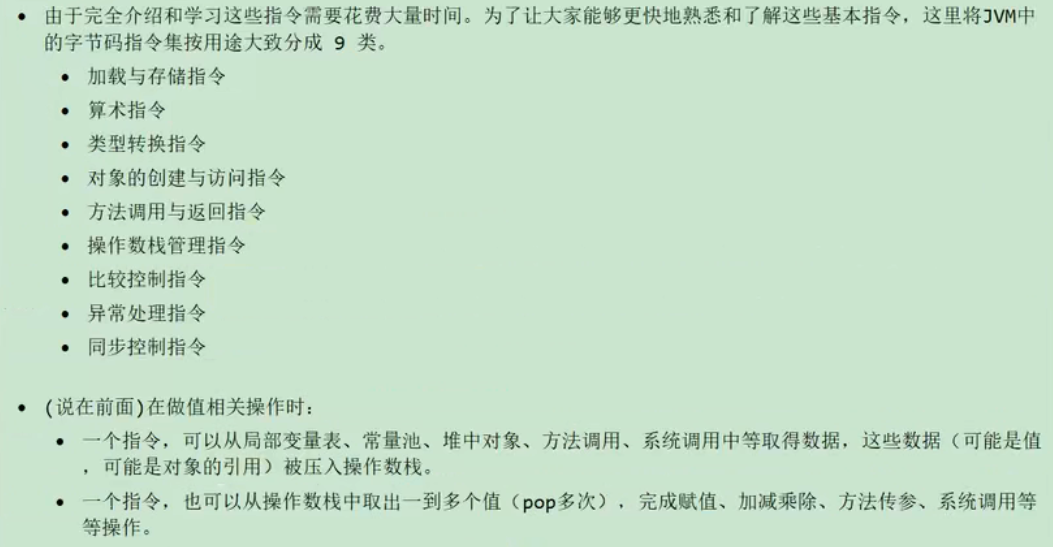 • 由于完全介绍和学习这些指令需要花费大量时间。为了让大家能够更快地熟悉和了解这些基本指令，这里将JVM中
的字节码指令集按用途大致分成 9 类。
• 加载与存储指令
• 算术指令
• 类型转换指令
• 对象的创建与访问指令
• 方法调用与返回指令
• 操作数栈管理指令
• 比较控制指令
• 异常处理指令
• 同步控制指令
• (说在前面)在做值相关操作时：
• 一个指令，可以从局部变量表、常量池、堆中对象、方法调用、系统调用中等取得数据，这些数据（可能是值
，可能是对象的引用）被压入操作数栈。
• 一个指令，也可以从操作数栈中取出一到多个值（pop多次），完成赋值、加减乘除、方法传参、系统调用等
等操作。